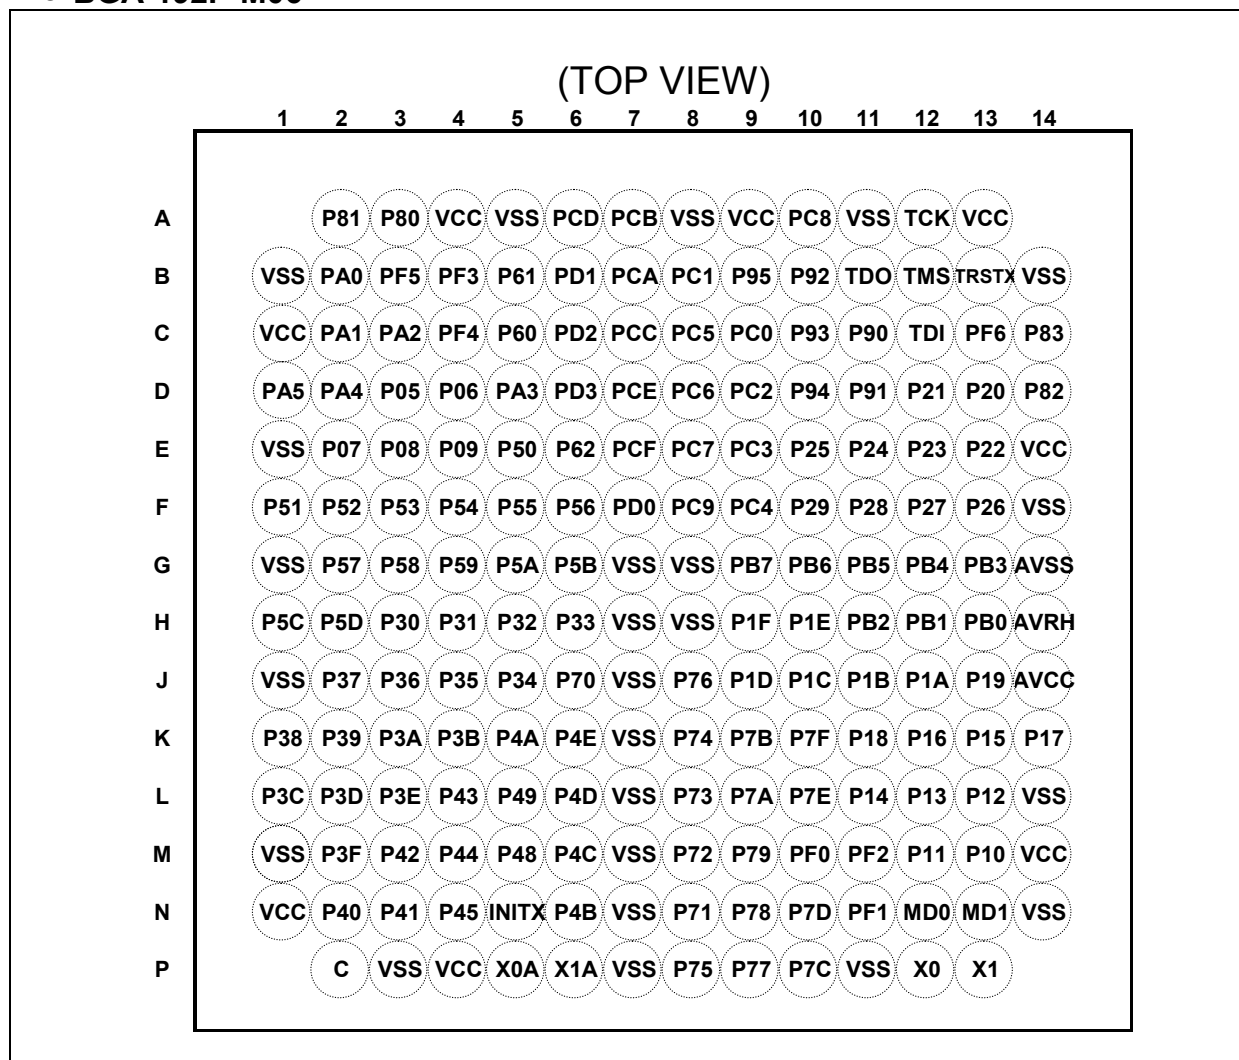 (TOP VIEW)
1 2 3 4 5 6 7 8 9 10 11 12 13 14
A P81 P80 VCC VSS PCD PCB VSS VCC PC8 VSS TCK VCC
B VSS PA0 PF5 PF3 P61 PD1 PCA PC1 P95 P92 TDO TMS TRSTX VSS
C VCC PA1 PA2 PF4 P60 PD2 PCC PC5 PC0 P93 P90 TDI PF6 P83
D PA5 PA4 P05 P06 PA3 PD3 PCE PC6 PC2 P94 P91 P21 P20 P82
E VSS P07 P08 P09 P50 P62 PCF PC7 PC3 P25 P24 P23 P22 VCC
F P51 P52 P53 P54 P55 P56 PD0 PC9 PC4 P29 P28 P27 P26 VSS
G VSS P57 P58 P59 P5A P5B VSS VSS PB7 PB6 PB5 PB4 PB3 AVSS
H P5C P5D P30 P31 P32 P33 VSS VSS P1F P1E PB2 PB1 PB0 AVRH
J VSS P37 P36 P35 P34 P70 VSS P76 P1D P1C P1B P1A P19 AVCC
K P38 P39 P3A P3B P4A P4E VSS P74 P7B P7F P18 P16 P15 P17
L P3C P3D P3E P43 P49 P4D VSS P73 P7A P7E P14 P13 P12 VSS
M VSS P3F P42 P44 P48 P4C VSS P72 P79 PF0 PF2 P11 P10 VCC
N VCC P40 P41 P45 INITX P4B VSS P71 P78 P7D PF1 MD0 MD1 VSS
P C VSS VCC X0A X1A VSS P75 P77 P7C VSS X0 X1